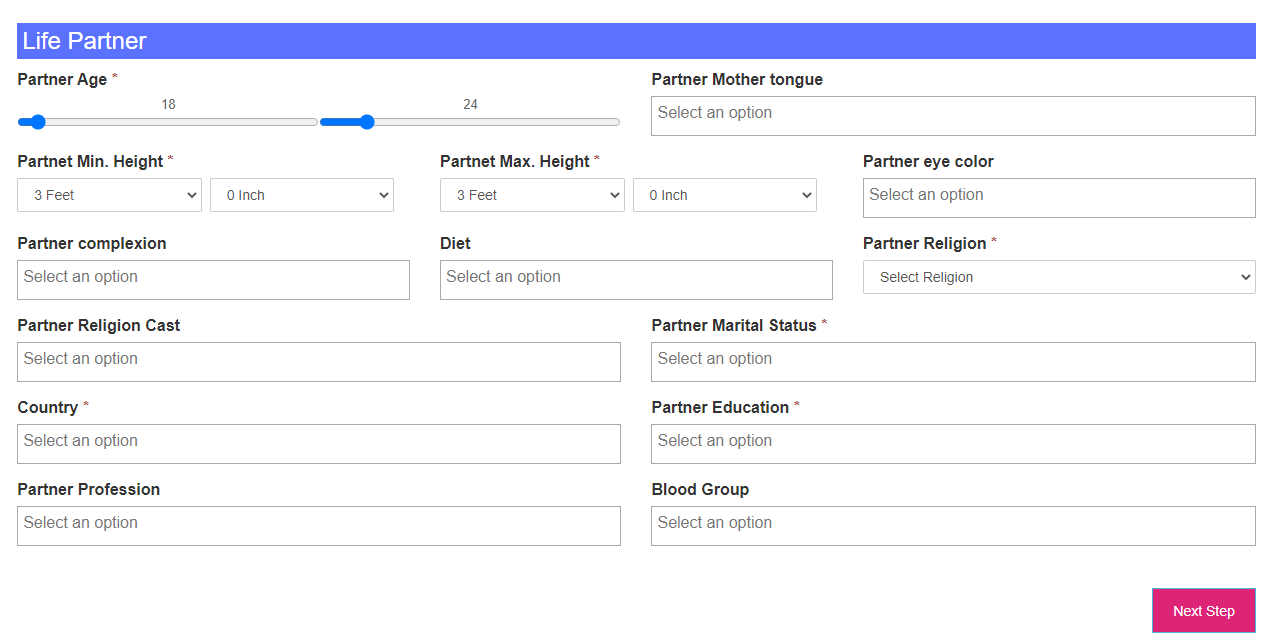 Life Partner
Partner Age *
Partner Mother tongue
18
24
Select an option
Partnet Min. Height *
Partnet Max. Height *
Partner eye color
3 Feet
0 Inch
3 Feet
0 Inch
Select an option
Partner complexion
Diet
Partner Religion *
Select an option
Select an option
Select Religion
Partner Religion Cast
Partner Marital Status *
Select an option
Select an option
Country *
Partner Education *
Select an option
Select an option
Partner Profession
Blood Group
Select an option
Select an option
Next Step